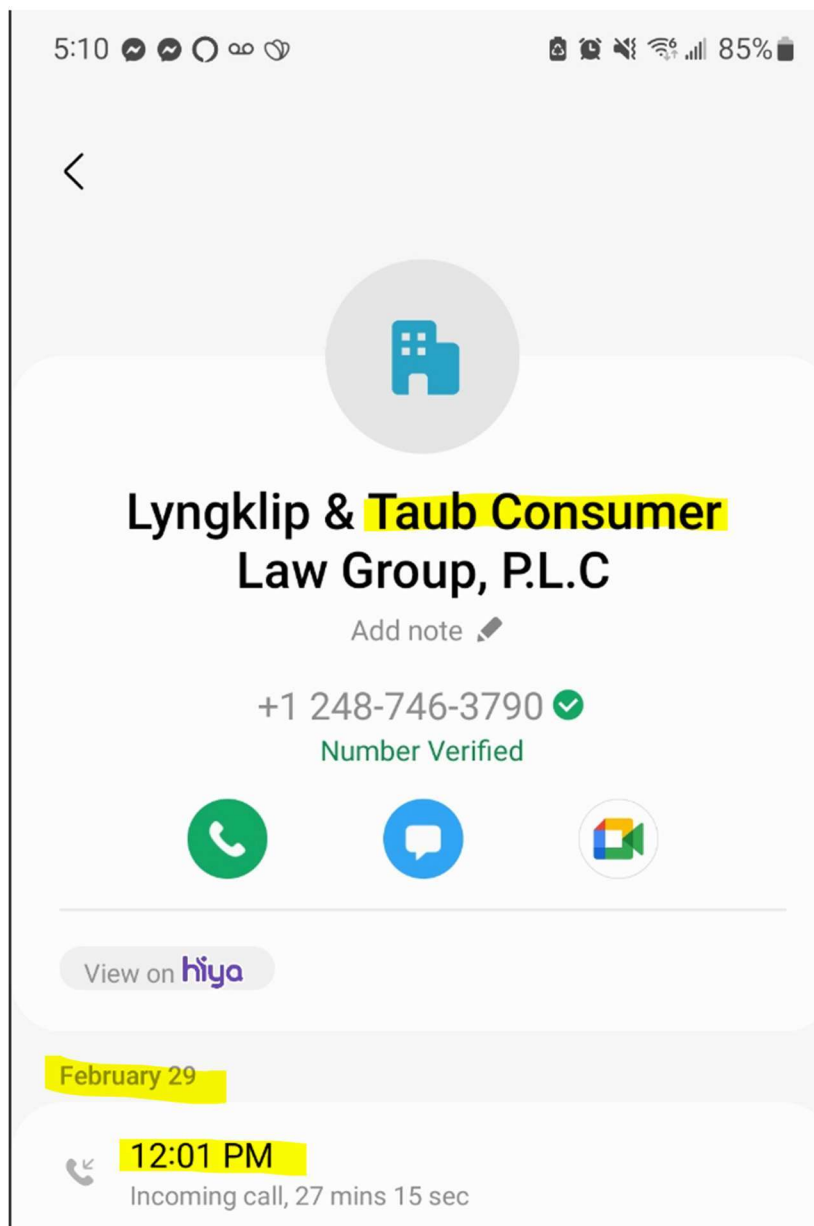 5:10 85%
Lyngklip & Taub Consumer
Law Group, P.L.C
Add note
+1 248-746-3790
Number Verified
View on hiya
February 29
12:01 PM
Incoming call, 27 mins 15 sec